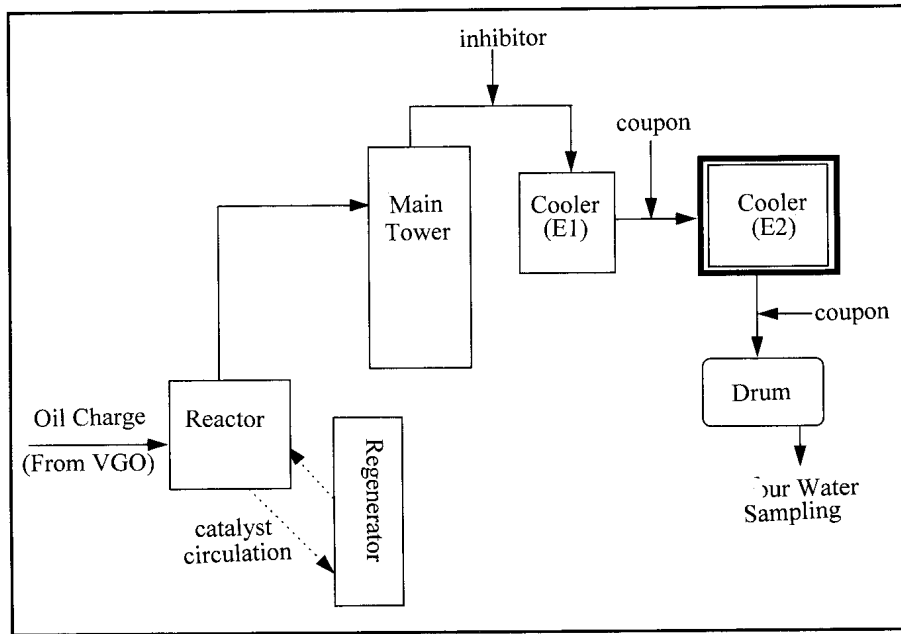 inhibitor
coupon
Main
Tower
Cooler
(E1)
Cooler
(E2)
coupon
Drum
Oil Charge
(From VGO)
Reactor
Regenerator
catalyst
circulation
Water
Sampling